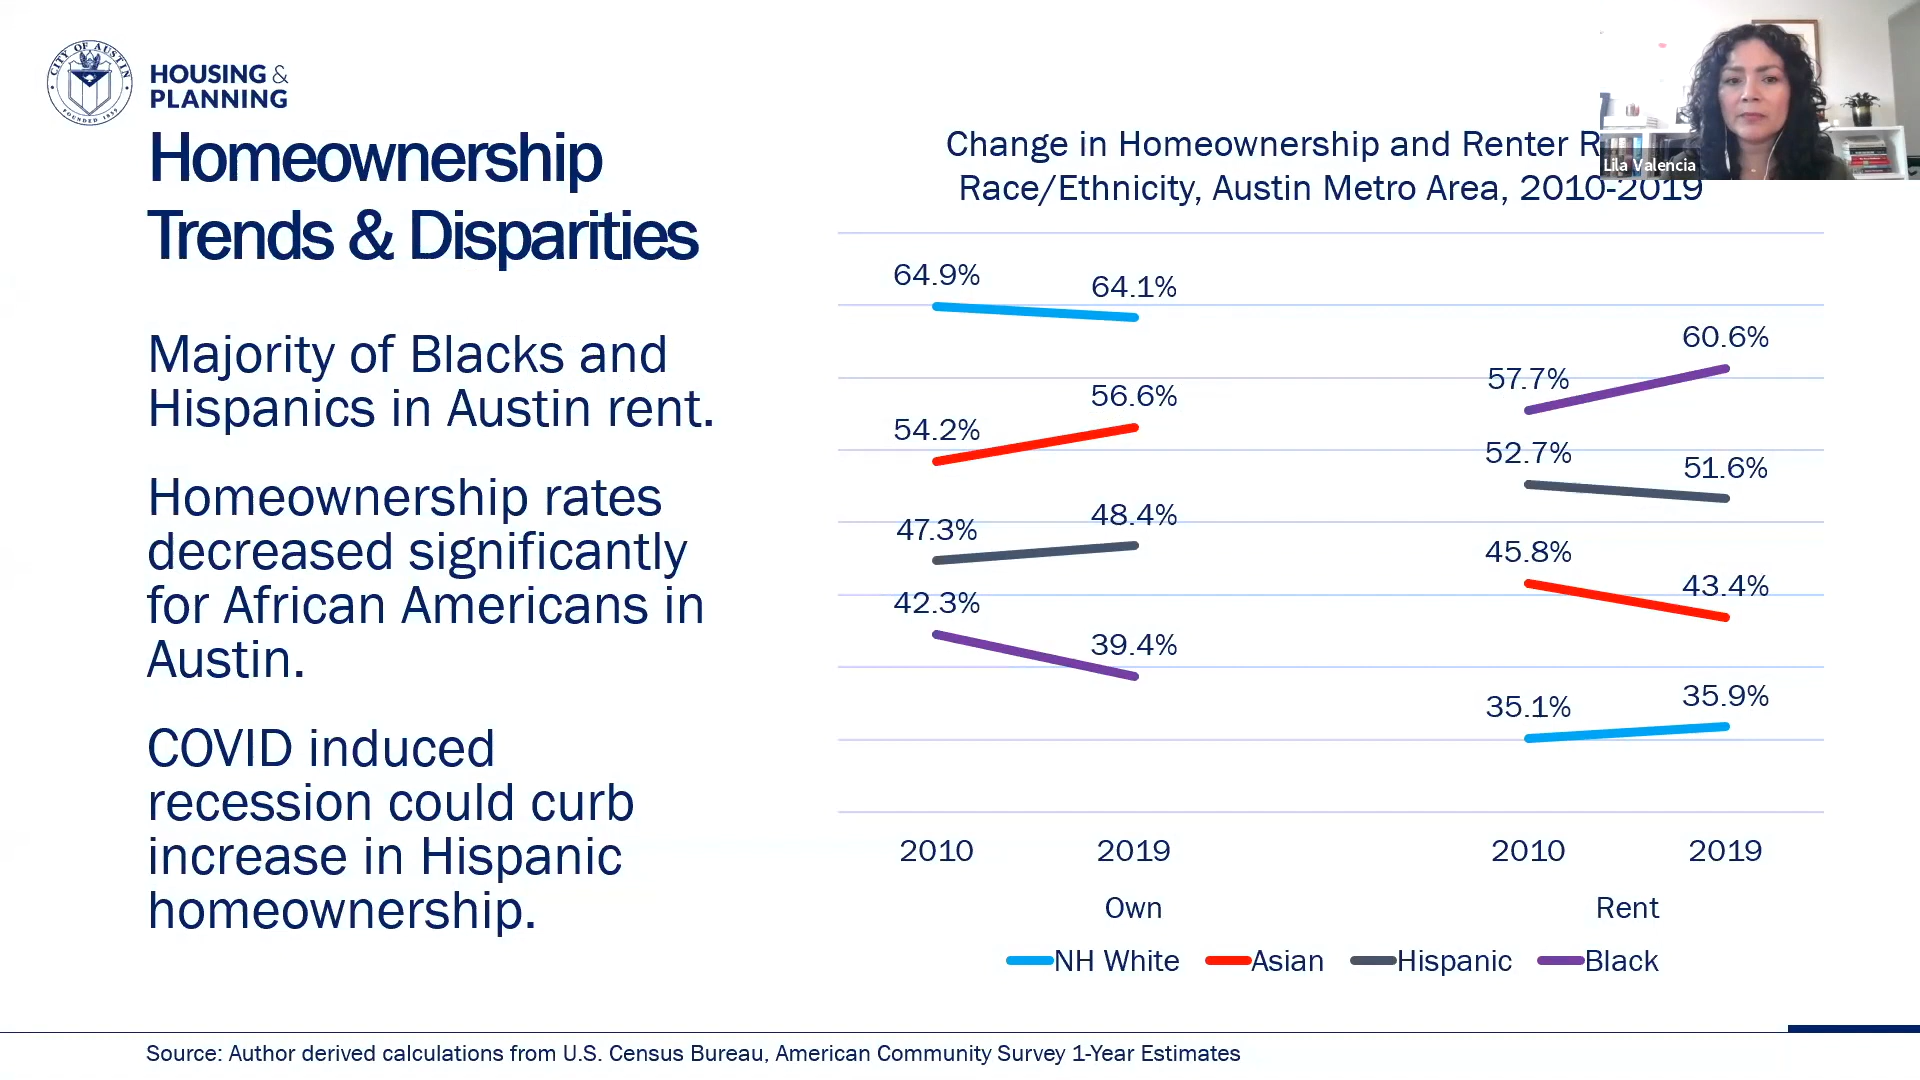 CITY OF AUSTIN
FOUNDED 1839
HOUSING &
PLANNING
Homeownership
Trends & Disparities
Majority of Blacks and
Hispanics in Austin rent.
Homeownership rates
decreased significantly
for African Americans in
Austin.
COVID induced
recession could curb
increase in Hispanic
homeownership.
Change in Homeownership and Renter R
Race/Ethnicity, Austin Metro Area, 2010-2019
Lila Valencia
64.9%
64.1%
54.2%
56.6%
47.3%
48.4%
42.3%
39.4%
57.7%
60.6%
52.7%
51.6%
45.8%
43.4%
35.1%
35.9%
2010 2019 2010 2019
Own Rent
NH White Asian Hispanic Black
Source: Author derived calculations from U.S. Census Bureau, American Community Survey 1-Year Estimates